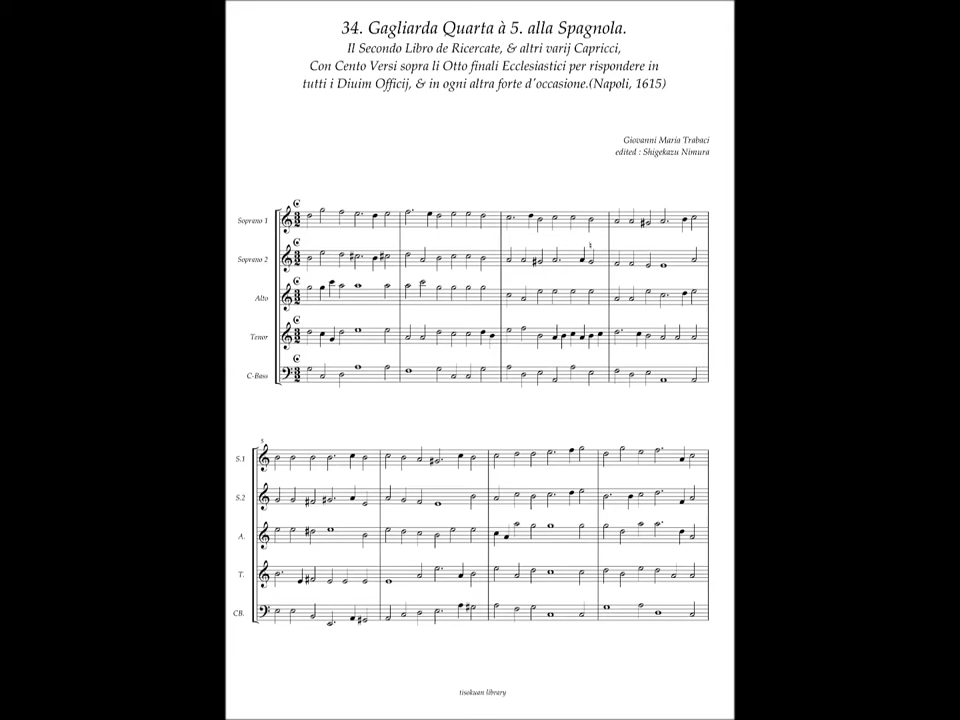 34. Gagliarda Quarta à 5. alla Spagnola.
Il Secondo Libro de Ricercate, & altri varij Capricci,
Con Cento Versi sopra li Otto finali Ecclesiastici per rispondere in
tutti i Diuim Officij, & in ogni altra forte d'occasione.(Napoli, 1615)
Giovanni Maria Trabaci
edited : Shigekazu Nimura
Soprano 1
Soprano 2
Alto
Tenor
C-Bass
5
S.1
S.2
A.
T.
CB.
tisokuan library